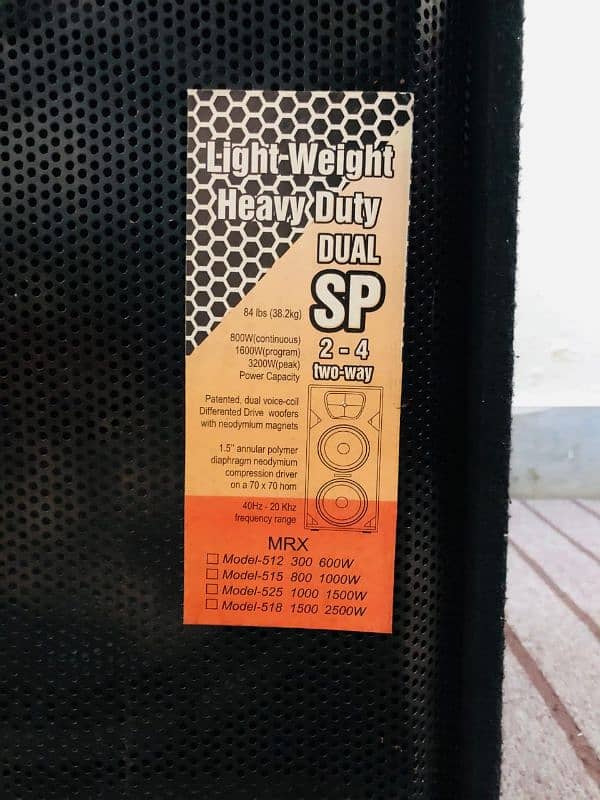 Light-Weight
Heavy Duty
DUAL
SP
2 - 4
two-way
84 lbs (38.2kg)
800W(continuous)
1600W(program)
3200W(peak)
Power Capacity
Patented, dual voice-coil
Differented Drive woofers
with neodymium magnets
1.5" annular polymer
diaphragm neodymium
compression driver
on a 70 x 70 hom
40Hz - 20 Khz
frequency range
MRX
Model-512 300 600W
Model-515 800 1000W
Model-525 1000 1500W
Model-518 1500 2500W